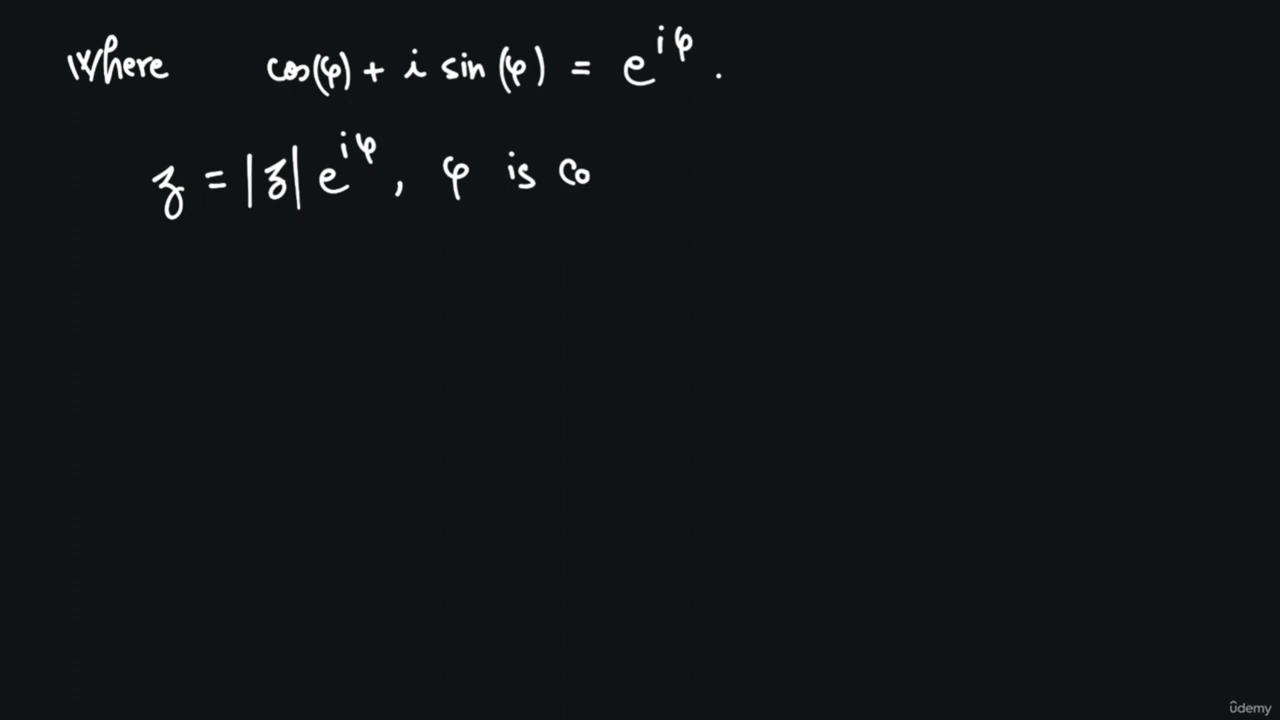 Where cos(φ) + i sin(φ) = e^{iφ}.
z = |z| e^{iφ}, φ is co
ûdemy